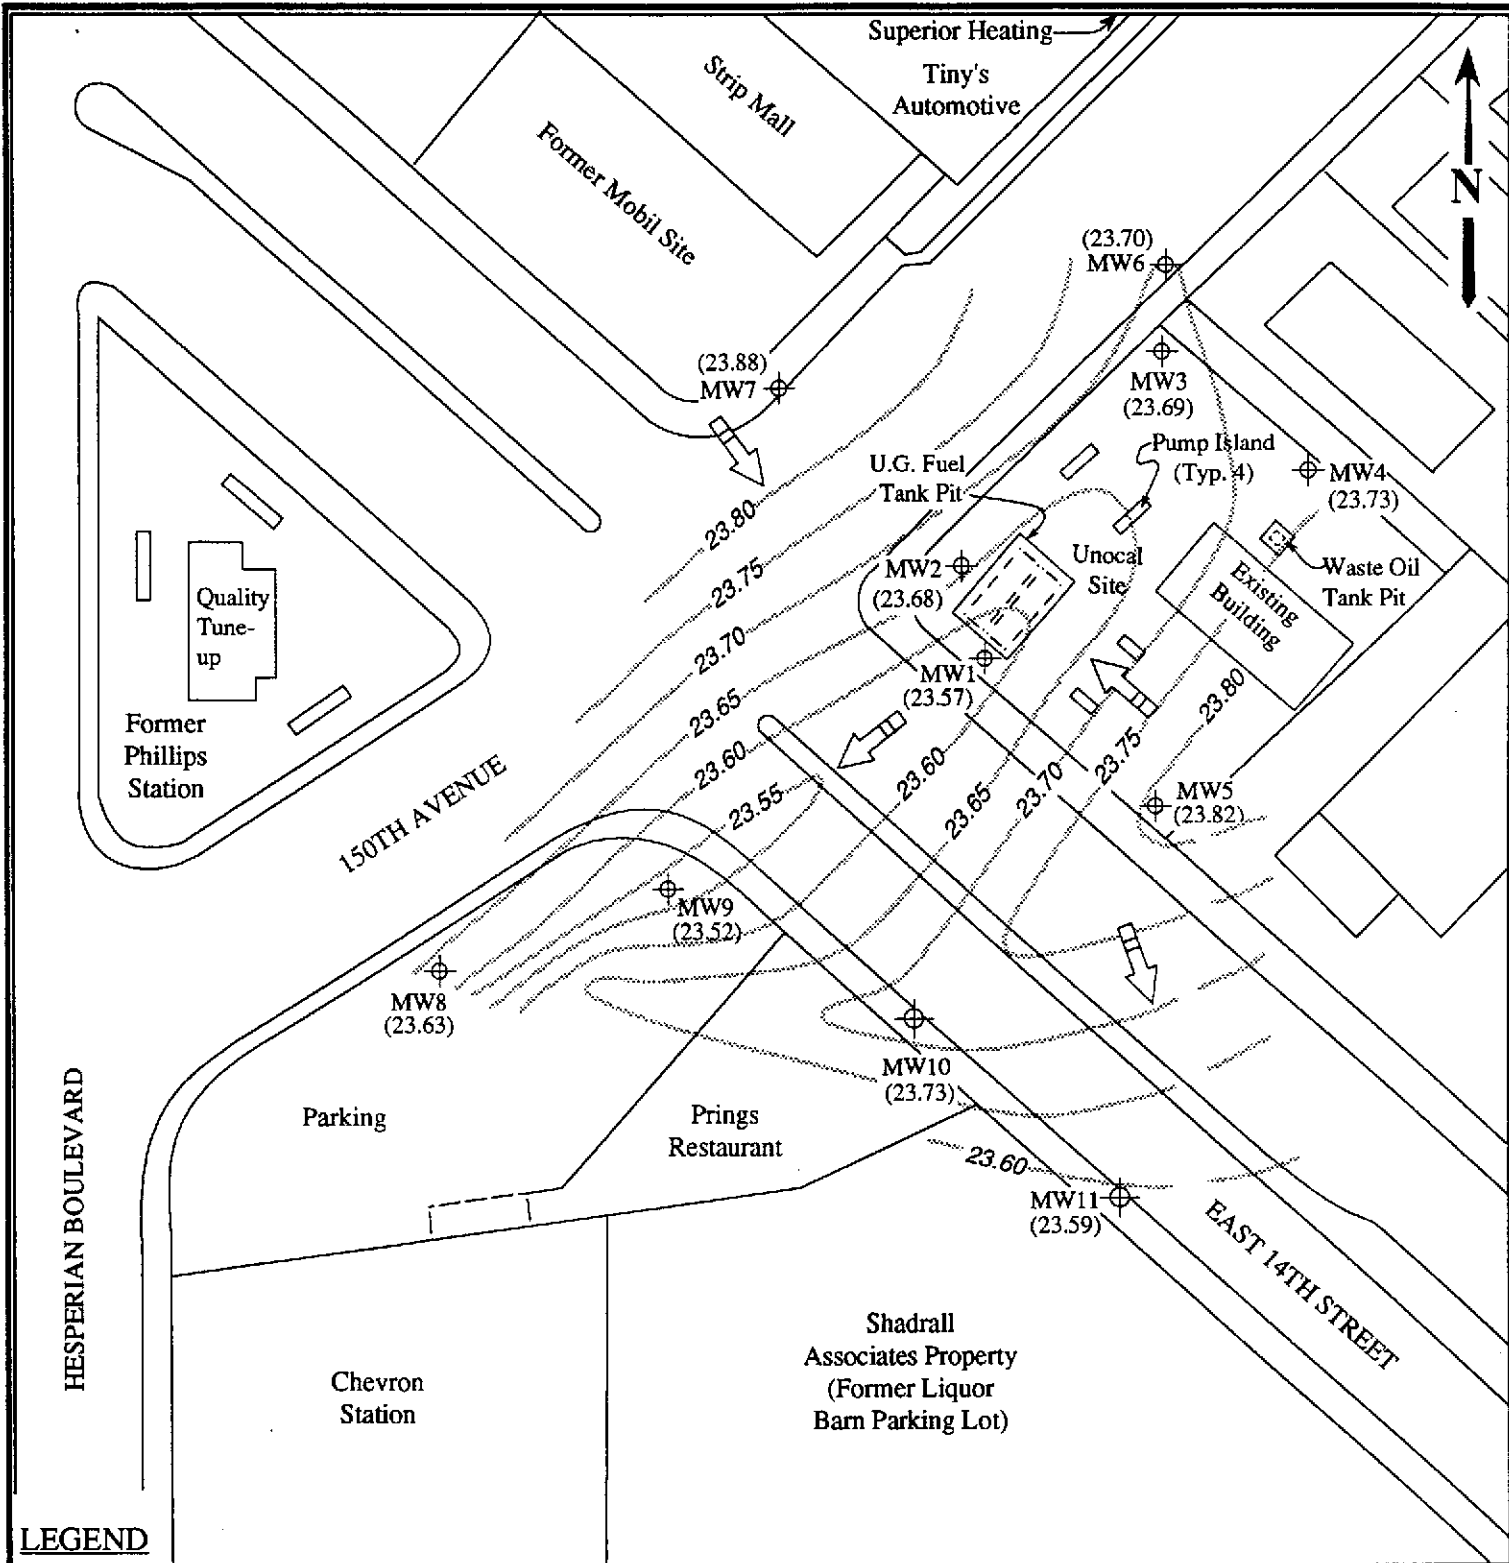 Superior Heating
Tiny's
Automotive
Strip Mall
Former Mobil Site
N
(23.70)
MW6
(23.88)
MW7
MW3
(23.69)
Pump Island
(Typ. 4)
U.G. Fuel
Tank Pit
MW4
(23.73)
23.80
MW2
(23.68)
Unocal
Site
Waste Oil
Tank Pit
Existing
Building
23.75
Quality
Tune-
up
23.70
MW1
(23.57)
23.80
23.65
Former
Phillips
Station
23.60
23.60
23.75
23.55
23.65
23.70
MW5
(23.82)
150TH AVENUE
MW9
(23.52)
MW8
(23.63)
MW10
(23.73)
Parking
Prings
Restaurant
23.60
MW11
(23.59)
HESPERIAN BOULEVARD
EAST 14TH STREET
Shadrall
Associates Property
(Former Liquor
Barn Parking Lot)
Chevron
Station
LEGEND